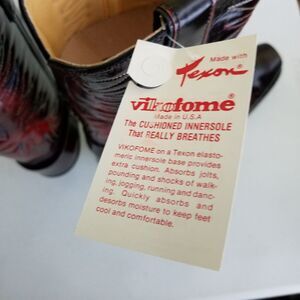 Made with
Texon
vikofome®
Made in U.S.A
The CUSHIONED INNERSOLE
That REALLY BREATHES
VIKOFOME on a Texon elasto-
meric innersole base provides
extra cushion. Absorbs jolts,
pounding and shocks of walk-
ing, jogging, running and danc-
ing. Quickly absorbs and
desorbs moisture to keep feet
cool and comfortable.